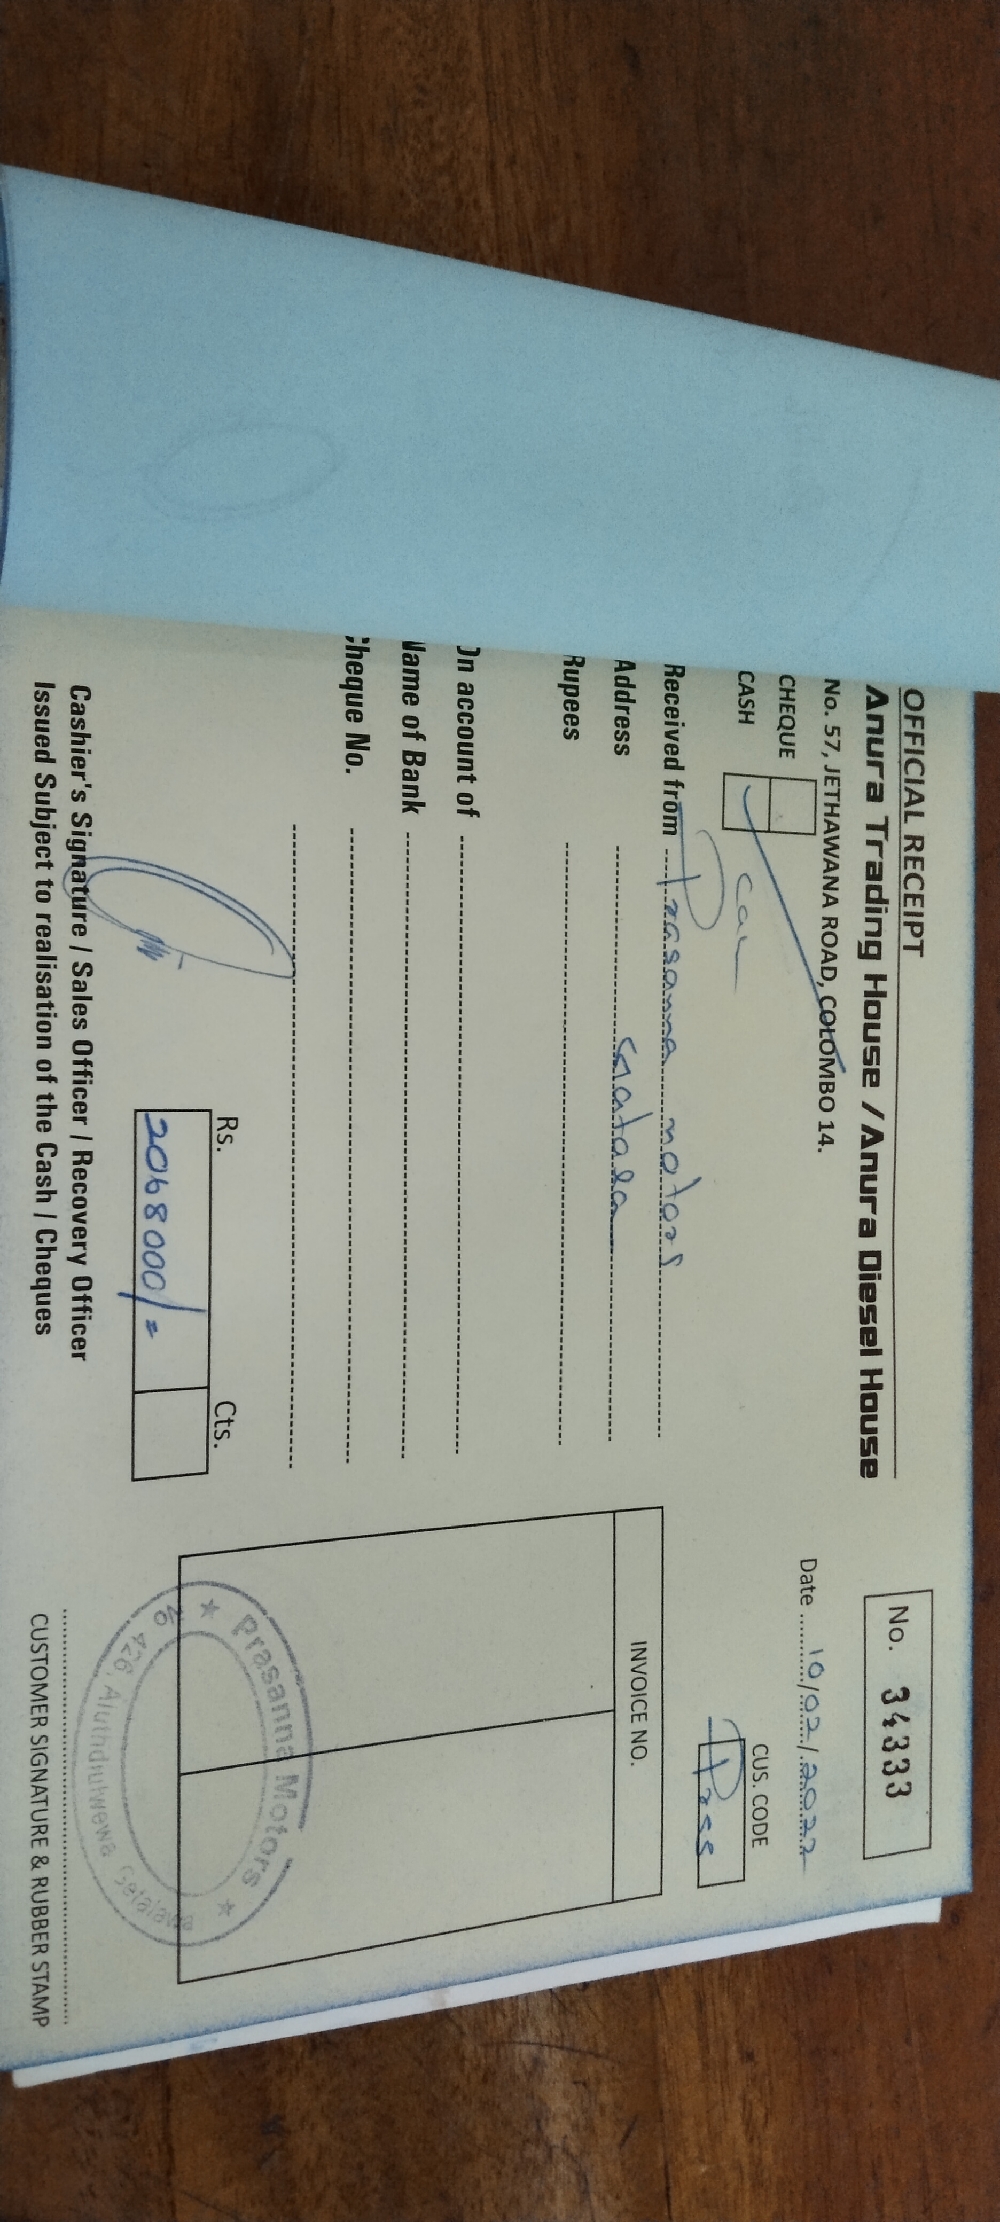 OFFICIAL RECEIPT
Anura Trading House / Anura Diesel House
No. 57, JETHAWANA ROAD, COLOMBO 14.
No. 34333
Date 10/02/2022
CHEQUE
CASH
CUS. CODE
Received from Prasanna motors
Address
Rupees
On account of
Name of Bank
Cheque No.
INVOICE NO.
Rs. Cts.
2068000/=
Cashier's Signature / Sales Officer / Recovery Officer
Issued Subject to realisation of the Cash / Cheques
Prasanna Motors
No 426,
CUSTOMER SIGNATURE & RUBBER STAMP